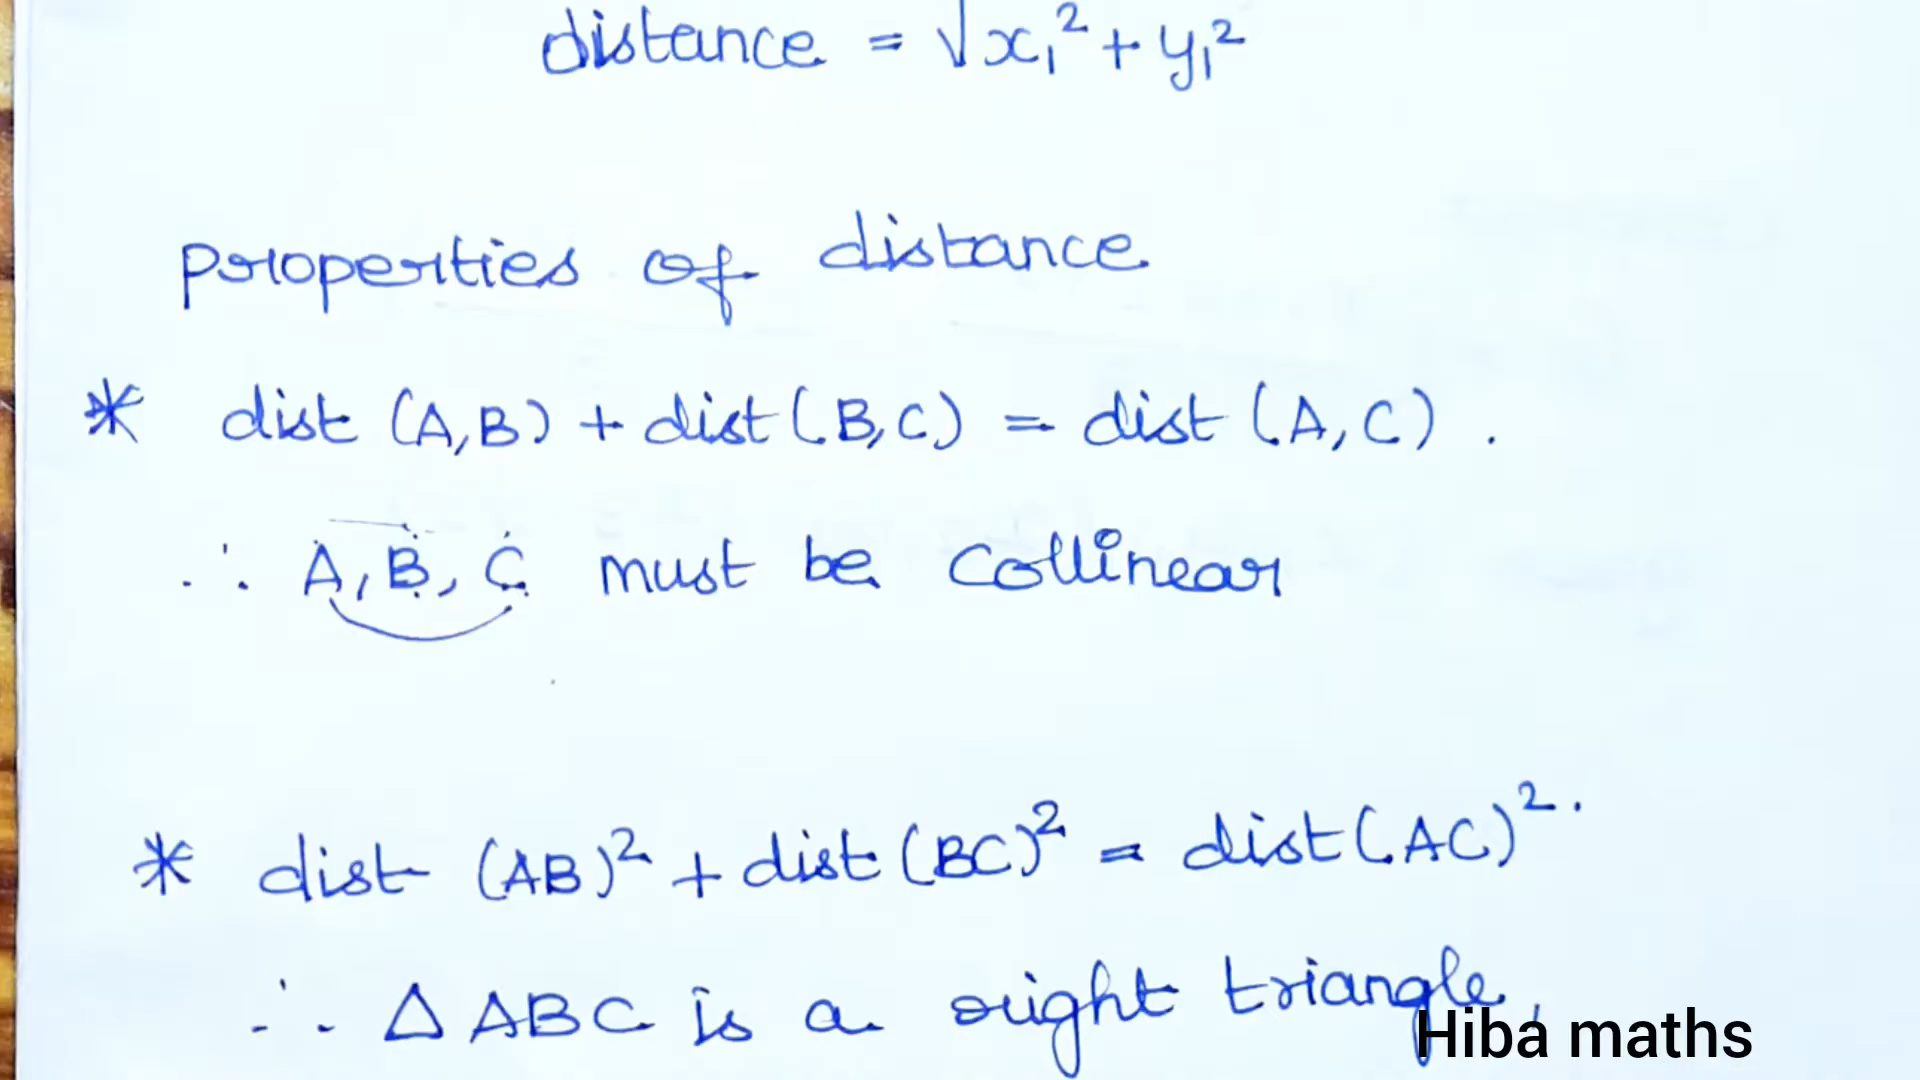 distance = √x₁² + y₁²
properties of distance
* dist (A,B) + dist (B,C) = dist (A,C) .
∴ A, B, C must be collinear
* dist (AB)² + dist (BC)² = dist (AC)² .
∴ △ ABC is a right triangle,
Hiba maths